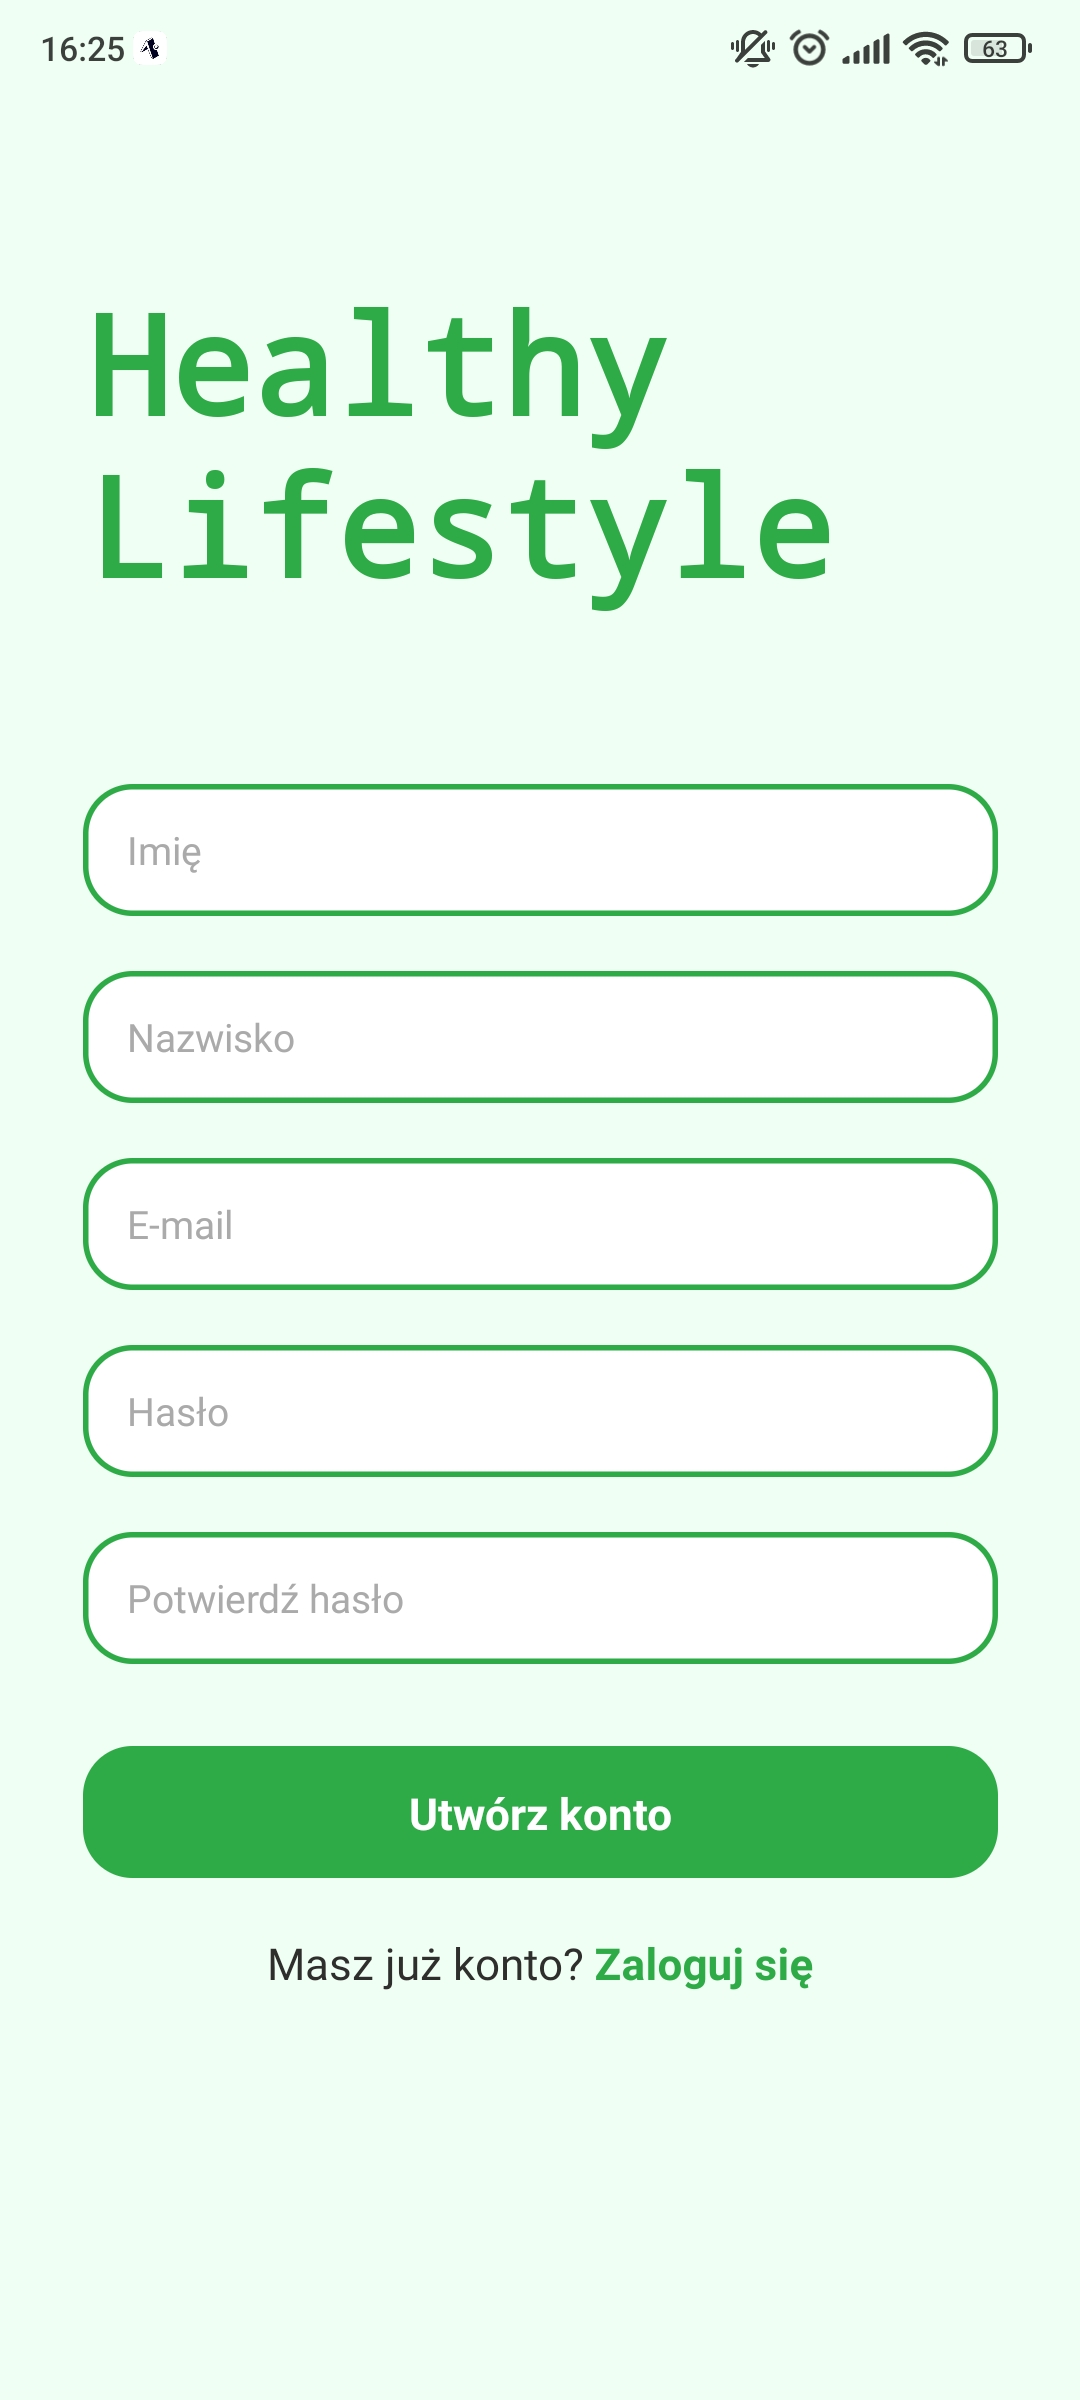 16:25
63
Healthy
Lifestyle
Imię
Nazwisko
E-mail
Hasło
Potwierdź hasło
Utwórz konto
Masz już konto? Zaloguj się